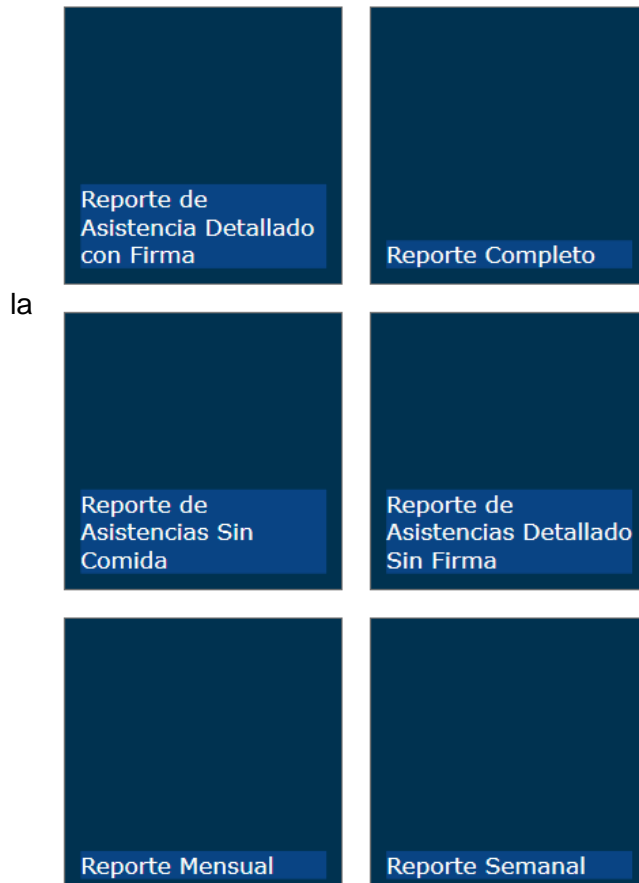 Reporte de
Asistencia Detallado
con Firma
Reporte Completo
la
Reporte de
Asistencias Sin
Comida
Reporte de
Asistencias Detallado
Sin Firma
Reporte Mensual
Reporte Semanal